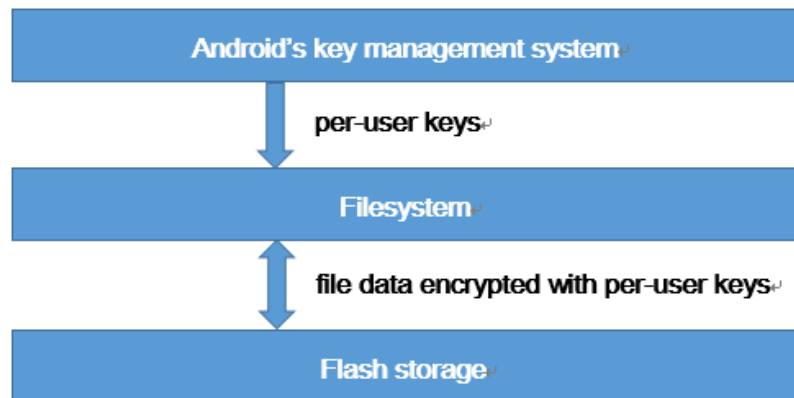 Android's key management system
per-user keys
Filesystem
file data encrypted with per-user keys
Flash storage